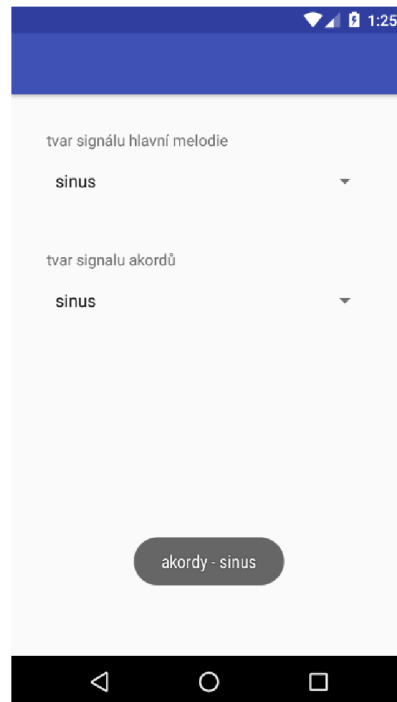 1:25
tvar signálu hlavní melodie
sinus
tvar signalu akordů
sinus
akordy - sinus